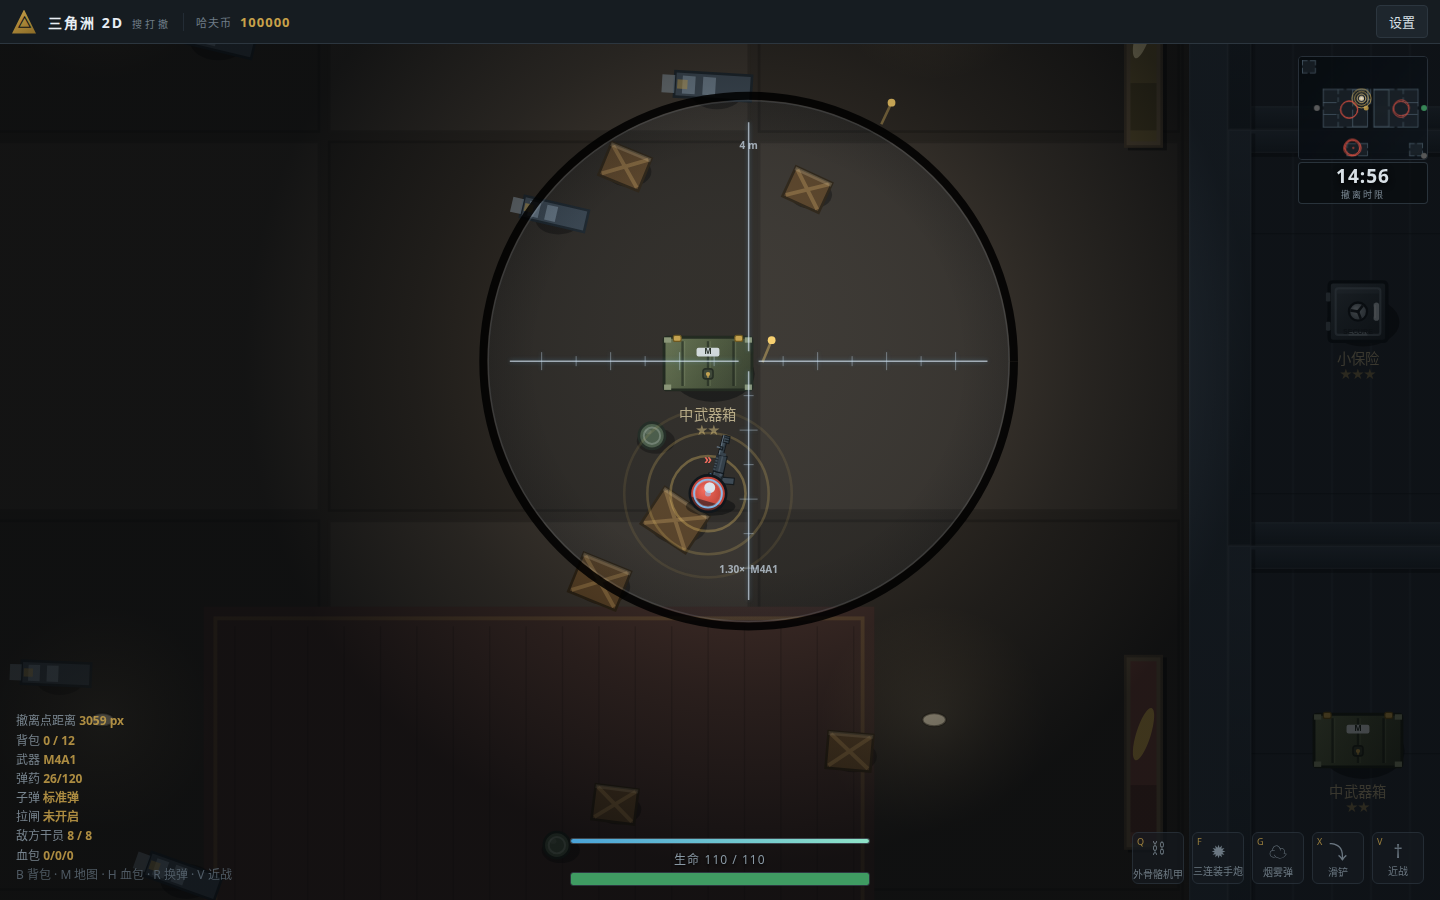 三角洲 2D 搜打撤 哈夫币 100000
设置
4 m
14:56
撤离时限
M
中武器箱
★★
»
1.30× M4A1
小保险
★★★
M
中武器箱
★★
撤离点距离 3059 px
背包 0 / 12
武器 M4A1
弹药 26/120
子弹 标准弹
拉闸 未开启
敌方干员 8 / 8
血包 0/0/0
B 背包 · M 地图 · H 血包 · R 换弹 · V 近战
生命 110 / 110
Q 外骨骼机甲
F 三连装手炮
G 烟雾弹
X 滑铲
V 近战